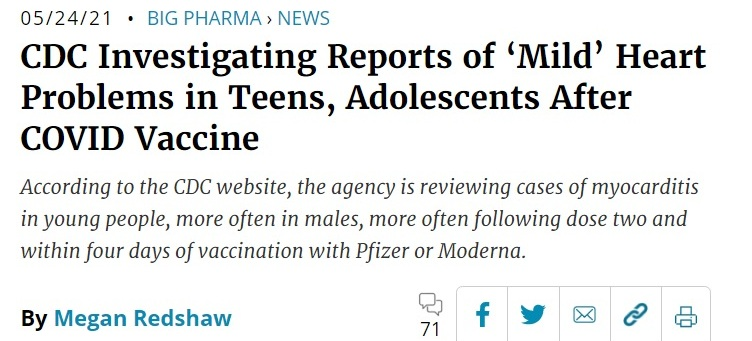 05/24/21 • BIG PHARMA › NEWS
CDC Investigating Reports of ‘Mild’ Heart
Problems in Teens, Adolescents After
COVID Vaccine
According to the CDC website, the agency is reviewing cases of myocarditis
in young people, more often in males, more often following dose two and
within four days of vaccination with Pfizer or Moderna.
By Megan Redshaw
71